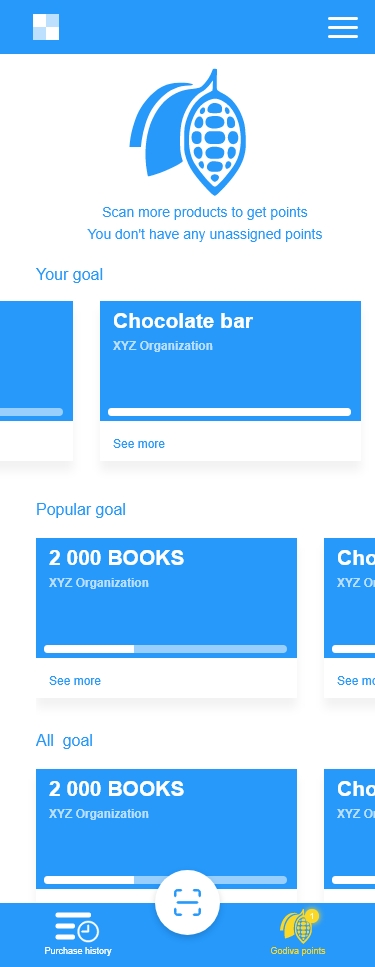 Scan more products to get points
You don't have any unassigned points
Your goal
Chocolate bar
XYZ Organization
See more
Popular goal
2 000 BOOKS
XYZ Organization
See more
Cho
XYZ O
See mo
All  goal
2 000 BOOKS
XYZ Organization
Cho
XYZ O
Purchase history
1
Godiva points